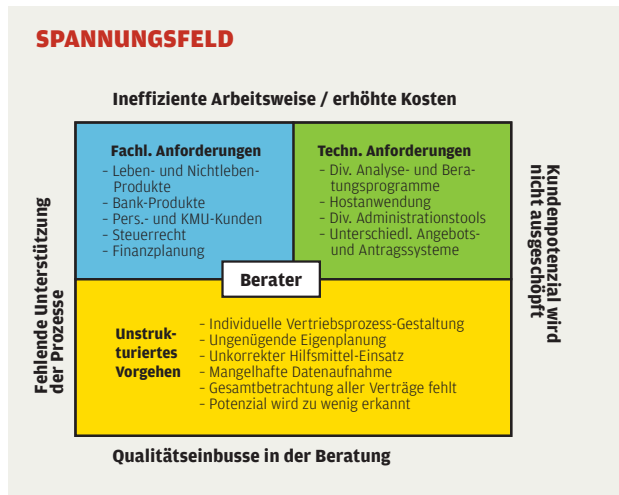 SPANNUNGSFELD
Ineffiziente Arbeitsweise / erhöhte Kosten
Fachl. Anforderungen
– Leben- und Nichtleben-
Produkte
– Bank-Produkte
– Pers.- und KMU-Kunden
– Steuerrecht
– Finanzplanung
Techn. Anforderungen
– Div. Analyse- und Bera-
tungsprogramme
– Hostanwendung
– Div. Administrationstools
– Unterschiedl. Angebots-
und Antragssysteme
Fehlende Unterstützung
der Prozesse
Kundenpotenzial wird
nicht ausgeschöpft
Berater
Unstruk-
turiertes
Vorgehen
– Individuelle Vertriebsprozess-Gestaltung
– Ungenügende Eigenplanung
– Unkorrekter Hilfsmittel-Einsatz
– Mangelhafte Datenaufnahme
– Gesamtbetrachtung aller Verträge fehlt
– Potenzial wird zu wenig erkannt
Qualitätseinbusse in der Beratung